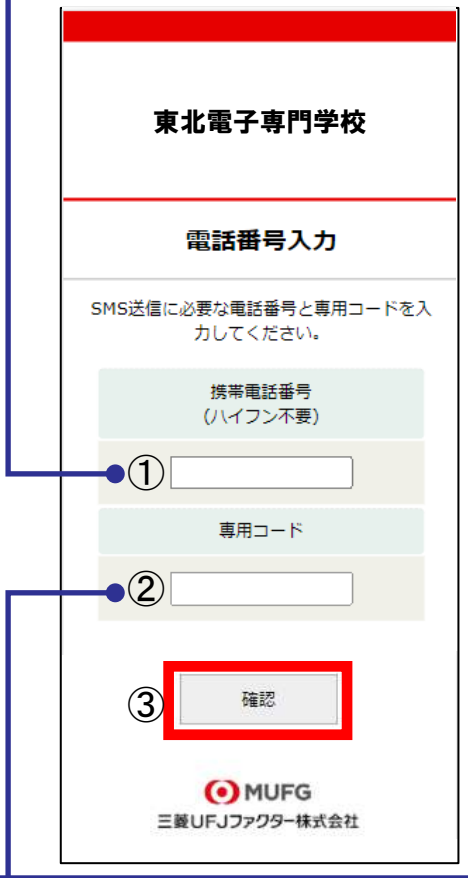 東北電子専門学校
電話番号入力
SMS送信に必要な電話番号と専用コードを入
力してください。
携帯電話番号
(ハイフン不要)
①
専用コード
②
③ 確認
MUFG
三菱UFJファクター株式会社